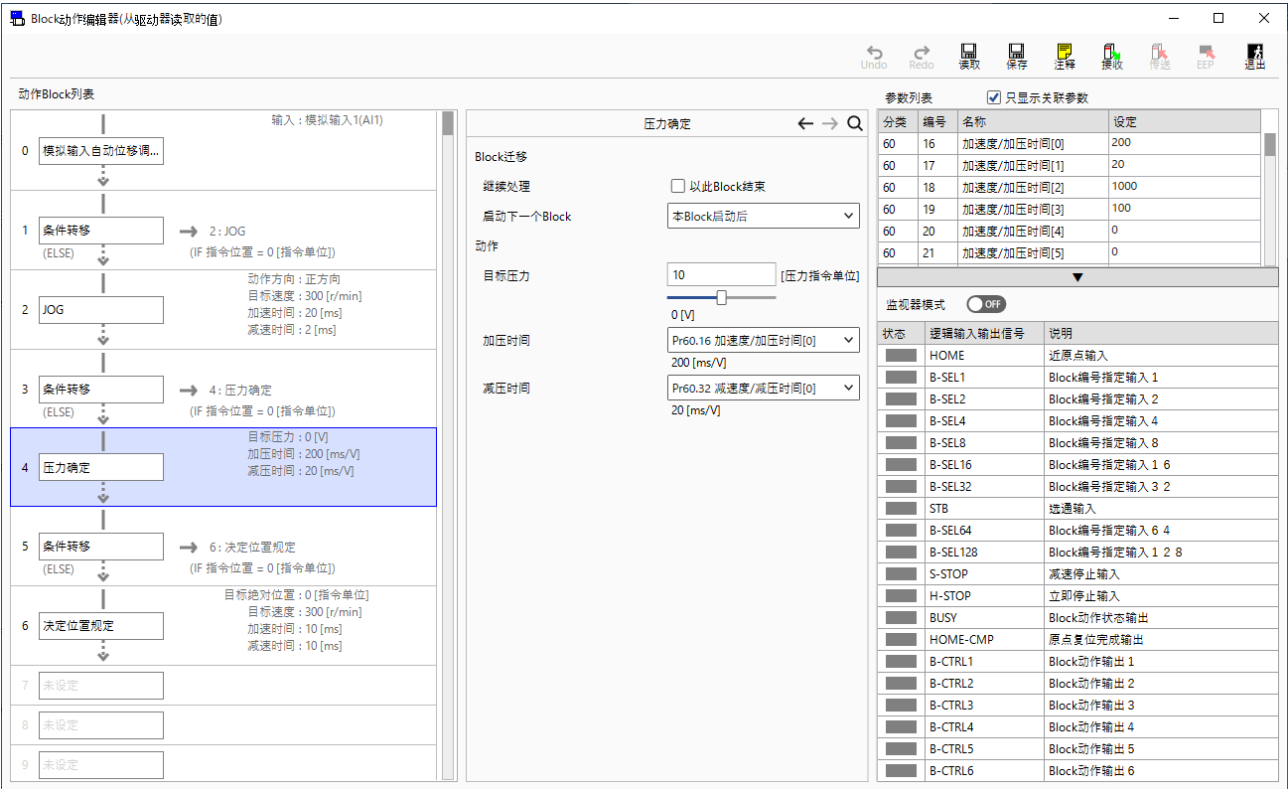 Block动作编辑器(从驱动器读取的值)
Undo Redo 读取 保存 注释 接收 传送 EEP 退出
动作Block列表
输入 : 模拟输入1(AI1)
0 模拟输入自动位移调...
1 条件转移 2 : JOG
(ELSE) (IF 指令位置 = 0 [指令单位])
动作方向 : 正方向
目标速度 : 300 [r/min]
2 JOG 加速时间 : 20 [ms]
减速时间 : 2 [ms]
3 条件转移 4 : 压力确定
(ELSE) (IF 指令位置 = 0 [指令单位])
目标压力 : 0 [V]
加压时间 : 200 [ms/V]
4 压力确定 减压时间 : 20 [ms/V]
5 条件转移 6 : 决定位置规定
(ELSE) (IF 指令位置 = 0 [指令单位])
目标绝对位置 : 0 [指令单位]
目标速度 : 300 [r/min]
6 决定位置规定 加速时间 : 10 [ms]
减速时间 : 10 [ms]
7 未设定
8 未设定
9 未设定
压力确定
Block迁移
继续处理 以此Block结束
启动下一个Block 本Block启动后
动作
目标压力 10 [压力指令单位]
0 [V]
加压时间 Pr60.16 加速度/加压时间[0]
200 [ms/V]
减压时间 Pr60.32 减速度/减压时间[0]
20 [ms/V]
参数列表 只显示关联参数
分类 编号 名称 设定
60 16 加速度/加压时间[0] 200
60 17 加速度/加压时间[1] 20
60 18 加速度/加压时间[2] 1000
60 19 加速度/加压时间[3] 100
60 20 加速度/加压时间[4] 0
60 21 加速度/加压时间[5] 0
监视器模式 OFF
状态 逻辑输入输出信号 说明
HOME 近原点输入
B-SEL1 Block编号指定输入１
B-SEL2 Block编号指定输入２
B-SEL4 Block编号指定输入４
B-SEL8 Block编号指定输入８
B-SEL16 Block编号指定输入１６
B-SEL32 Block编号指定输入３２
STB 选通输入
B-SEL64 Block编号指定输入６４
B-SEL128 Block编号指定输入１２８
S-STOP 减速停止输入
H-STOP 立即停止输入
BUSY Block动作状态输出
HOME-CMP 原点复位完成输出
B-CTRL1 Block动作输出１
B-CTRL2 Block动作输出２
B-CTRL3 Block动作输出３
B-CTRL4 Block动作输出４
B-CTRL5 Block动作输出５
B-CTRL6 Block动作输出６